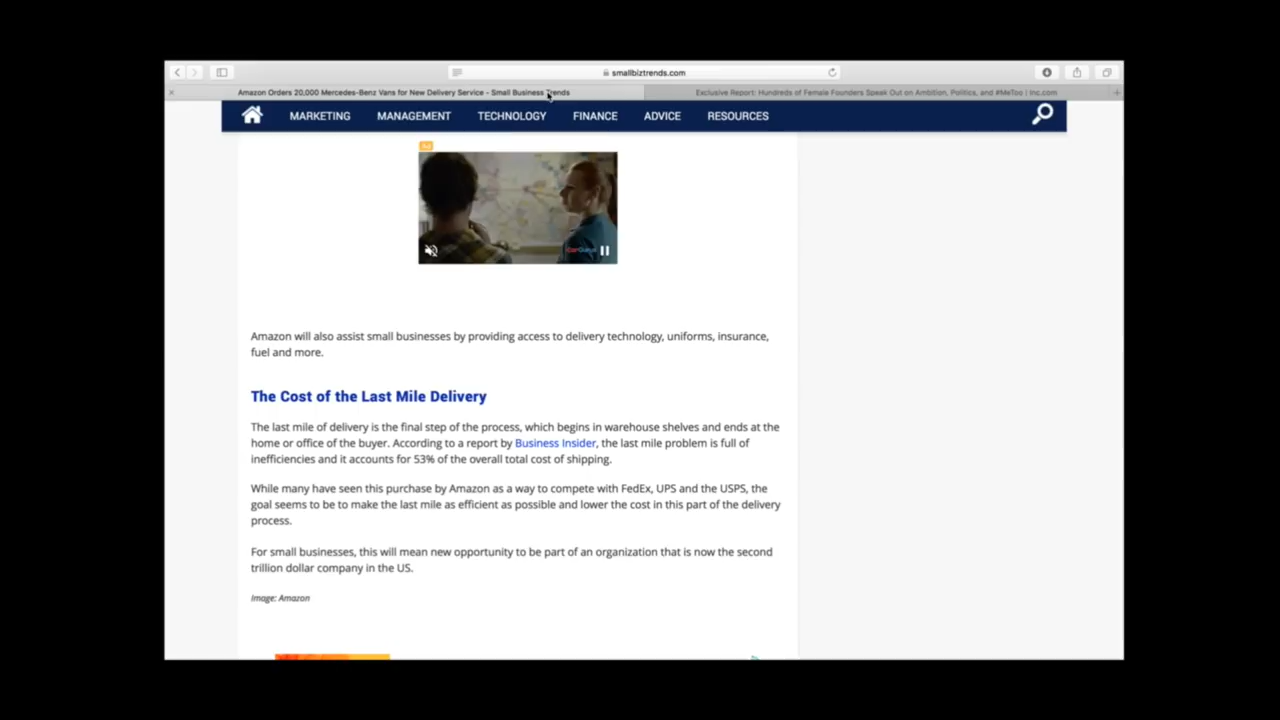 smallbiztrends.com
Amazon Orders 20,000 Mercedes-Benz Vans for New Delivery Service - Small Business Trends
Exclusive Report: Hundreds of Female Founders Speak Out on Ambition, Politics, and #MeToo | Inc.com
MARKETING MANAGEMENT TECHNOLOGY FINANCE ADVICE RESOURCES
Ad
Amazon will also assist small businesses by providing access to delivery technology, uniforms, insurance,
fuel and more.
The Cost of the Last Mile Delivery
The last mile of delivery is the final step of the process, which begins in warehouse shelves and ends at the
home or office of the buyer. According to a report by Business Insider, the last mile problem is full of
inefficiencies and it accounts for 53% of the overall total cost of shipping.
While many have seen this purchase by Amazon as a way to compete with FedEx, UPS and the USPS, the
goal seems to be to make the last mile as efficient as possible and lower the cost in this part of the delivery
process.
For small businesses, this will mean new opportunity to be part of an organization that is now the second
trillion dollar company in the US.
Image: Amazon